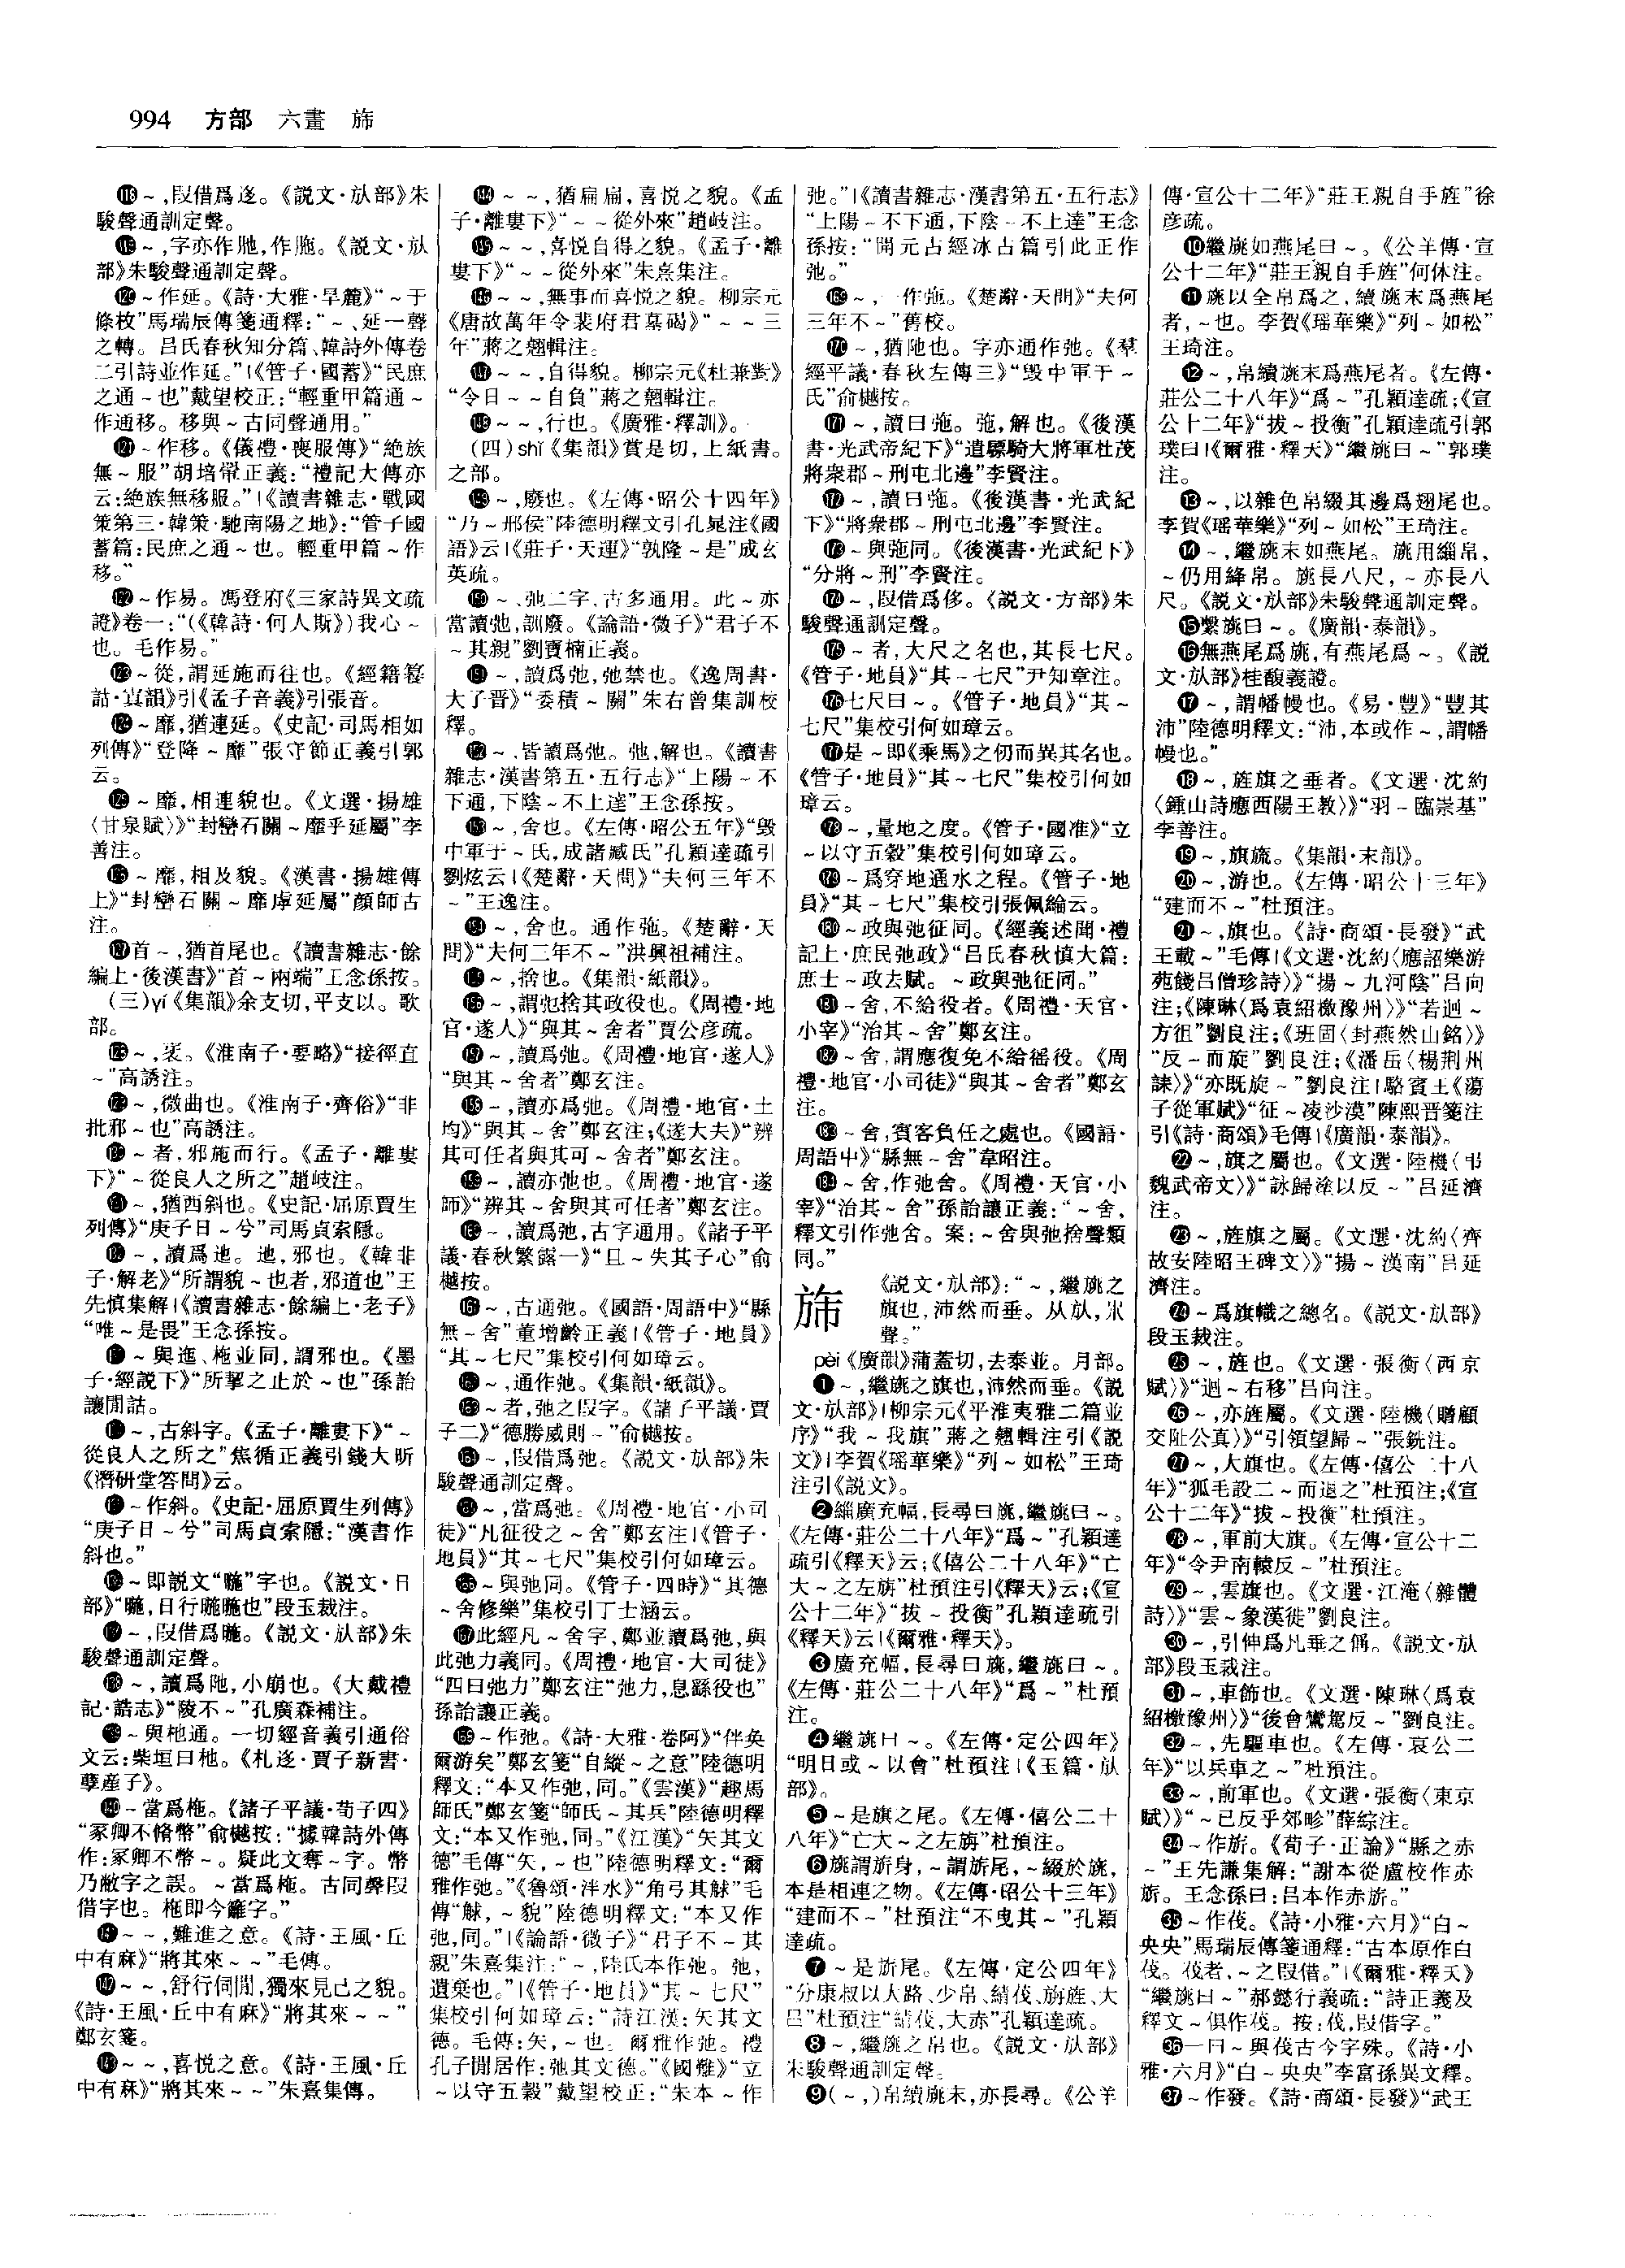 994 方部 六畫 旆
⓲~,叚借爲迻。《説文·㫃部》朱
駿聲通訓定聲。
~,字亦作䏔,作胣。《説文·㫃
部》朱駿聲通訓定聲。
~作延。《詩·大雅·旱麓》“~于
條枚”馬瑞辰傳箋通釋:“~、延一聲
之轉。吕氏春秋知分篇、韓詩外傳卷
二引詩並作延。”|《管子·國蓄》“民庶
之通~也”戴望校正:“輕重甲篇通~
作通移。移與~古同聲通用。”
~作移。《儀禮·喪服傳》“絶族
無~服”胡培翬正義:“禮記大傳亦
云:絶族無移服。”|《讀書雜志·戰國
策第三·韓策·馳南陽之地》:“管子國
蓄篇:民庶之通~也。輕重甲篇~作
移。”
~作易。馮登府《三家詩異文疏
證》卷一:“(《韓詩·何人斯》)我心~
也。毛作易。”
~從,謂延施而往也。《經籍籑
詁·寘韻》引《孟子音義》引張音。
~靡,猶連延。《史記·司馬相如
列傳》“登降~靡”張守節正義引郭
云。
~靡,相連貌也。《文選·揚雄
〈甘泉賦〉》“封巒石關~靡乎延屬”李
善注。
~靡,相及貌。《漢書·揚雄傳
上》“封巒石關~靡虖延屬”顔師古
注。
首~,猶首尾也。《讀書雜志·餘
編上·後漢書》“首~兩端”王念孫按。
(三)yí《集韻》余支切,平支以。歌
部。
~,衺。《淮南子·要略》“接徑直
~”高誘注。
~,微曲也。《淮南子·齊俗》“非
批邪~也”高誘注。
~者,邪施而行。《孟子·離婁
下》“~從良人之所之”趙岐注。
~,猶西斜也。《史記·屈原賈生
列傳》“庚子日~兮”司馬貞索隱。
~,讀爲迆。迆,邪也。《韓非
子·解老》“所謂貌~也者,邪道也”王
先慎集解|《讀書雜志·餘編上·老子》
“唯~是畏”王念孫按。
~與迤、柂並同,謂邪也。《墨
子·經説下》“所挈之止於~也”孫詒
讓閒詁。
~,古斜字。《孟子·離婁下》“~
從良人之所之”焦循正義引錢大昕
《潛研堂答問》云。
~作斜。《史記·屈原賈生列傳》
“庚子日~兮”司馬貞索隱:“漢書作
斜也。”
~即説文“暆”字也。《説文·日
部》“暆,日行暆暆也”段玉裁注。
~,叚借爲暆。《説文·㫃部》朱
駿聲通訓定聲。
~,讀爲阤,小崩也。《大戴禮
記·誥志》“陵不~”孔廣森補注。
~與杝通。一切經音義引通俗
文云:柴垣曰杝。《札迻·賈子新書·
孽産子》。
~當爲柂。《諸子平議·荀子四》
“冢卿不脩幣”俞樾按:“據韓詩外傳
作:冢卿不幣~。疑此文奪~字。幣
乃敝字之誤。~當爲柂。古同聲叚
借字也。柂即今籬字。”
~~,難進之意。《詩·王風·丘
中有麻》“將其來~~”毛傳。
~~,舒行伺閒,獨來見己之貌。
《詩·王風·丘中有麻》“將其來~~”
鄭玄箋。
~~,喜悦之意。《詩·王風·丘
中有麻》“將其來~~”朱熹集傳。
~~,猶扁扁,喜悦之貌。《孟
子·離婁下》“~~從外來”趙岐注。
~~,喜悦自得之貌。《孟子·離
婁下》“~~從外來”朱熹集注。
~~,無事而喜悦之貌。柳宗元
《唐故萬年令裴府君墓碣》“~~三
年”蔣之翹輯注。
~~,自得貌。柳宗元《杜兼對》
“令日~~自負”蔣之翹輯注。
~~,行也。《廣雅·釋訓》。
(四)shǐ《集韻》賞是切,上紙書。
之部。
~,廢也。《左傳·昭公十四年》
“乃~邢侯”陸德明釋文引孔晁注《國
語》云|《莊子·天運》“孰隆~是”成玄
英疏。
~、弛二字,古多通用。此~亦
當讀弛,訓廢。《論語·微子》“君子不
~其親”劉寶楠正義。
~,讀爲弛,弛禁也。《逸周書·
大子晋》“委積~關”朱右曾集訓校
釋。
~,皆讀爲弛。弛,解也。《讀書
雜志·漢書第五·五行志》“上陽~不
下通,下陰~不上達”王念孫按。
~,舍也。《左傳·昭公五年》“毁
中軍于~氏,成諸臧氏”孔穎達疏引
劉炫云|《楚辭·天問》“夫何三年不
~”王逸注。
~,舍也。通作弛。《楚辭·天
問》“夫何三年不~”洪興祖補注。
~,捨也。《集韻·紙韻》。
~,謂弛捨其政役也。《周禮·地
官·遂人》“與其~舍者”賈公彦疏。
~,讀爲弛。《周禮·地官·遂人》
“與其~舍者”鄭玄注。
~,讀亦爲弛。《周禮·地官·土
均》“與其~舍”鄭玄注;《遂大夫》“辨
其可任者與其可~舍者”鄭玄注。
~,讀亦弛也。《周禮·地官·遂
師》“辨其~舍與其可任者”鄭玄注。
~,讀爲弛,古字通用。《諸子平
議·春秋繁露一》“且~失其子心”俞
樾按。
~,古通弛。《國語·周語中》“縣
無~舍”董增齡正義|《管子·地員》
“其~七尺”集校引何如璋云。
~,通作弛。《集韻·紙韻》。
~者,弛之叚字。《諸子平議·賈
子二》“德勝威則~”俞樾按。
~,叚借爲弛。《説文·㫃部》朱
駿聲通訓定聲。
~,當爲弛。《周禮·地官·小司
徒》“凡征役之~舍”鄭玄注|《管子·
地員》“其~七尺”集校引何如璋云。
~與弛同。《管子·四時》“其德
~舍修樂”集校引丁士涵云。
此經凡~舍字,鄭並讀爲弛,與
此弛力義同。《周禮·地官·大司徒》
“四曰弛力”鄭玄注“弛力,息繇役也”
孫詒讓正義。
~作弛。《詩·大雅·卷阿》“伴奂
爾游矣”鄭玄箋“自縱~之意”陸德明
釋文:“本又作弛,同。”《雲漢》“趣馬
師氏”鄭玄箋“師氏~其兵”陸德明釋
文:“本又作弛,同。”《江漢》“矢其文
德”毛傳“矢,~也”陸德明釋文:“爾
雅作弛。”《魯頌·泮水》“角弓其觩”毛
傳“觩,~貌”陸德明釋文:“本又作
弛,同。”|《論語·微子》“君子不~其
親”朱熹集注:“~,陸氏本作弛。弛,
遺棄也。”|《管子·地員》“其~七尺”
集校引何如璋云:“詩江漢:矢其文
德。毛傳:矢,~也。爾雅作弛。禮
孔子閒居作:弛其文德。”《國難》“立
~以守五穀”戴望校正:“朱本~作
弛。”|《讀書雜志·漢書第五·五行志》
“上陽~不下通,下陰~不上達”王念
孫按:“開元占經冰占篇引此正作
弛。”
~,一作㢮。《楚辭·天問》“夫何
三年不~”舊校。
~,猶阤也。字亦通作弛。《羣
經平議·春秋左傳三》“毁中軍于~
氏”俞樾按。
~,讀曰弛。弛,解也。《後漢
書·光武帝紀下》“遣驃騎大將軍杜茂
將衆郡~刑屯北邊”李賢注。
~,讀曰㢮。《後漢書·光武紀
下》“將衆郡~刑屯北邊”李賢注。
~與㢮同。《後漢書·光武紀下》
“分將~刑”李賢注。
~,叚借爲侈。《説文·方部》朱
駿聲通訓定聲。
~者,大尺之名也,其長七尺。
《管子·地員》“其~七尺”尹知章注。
七尺曰~。《管子·地員》“其~
七尺”集校引何如璋云。
是~即《乘馬》之仞而異其名也。
《管子·地員》“其~七尺”集校引何如
璋云。
~,量地之度。《管子·國准》“立
~以守五穀”集校引何如璋云。
~爲穿地通水之程。《管子·地
員》“其~七尺”集校引張佩綸云。
~政與弛征同。《經義述聞·禮
記上·庶民弛政》“吕氏春秋慎大篇:
庶士~政去賦。~政與弛征同。”
~舍,不給役者。《周禮·天官·
小宰》“治其~舍”鄭玄注。
~舍,謂應復免不給繇役。《周
禮·地官·小司徒》“與其~舍者”鄭玄
注。
~舍,賓客負任之處也。《國語·
周語中》“縣無~舍”韋昭注。
~舍,作弛舍。《周禮·天官·小
宰》“治其~舍”孫詒讓正義:“~舍,
釋文引作弛舍。案:~舍與弛捨聲類
同。”
旆 《説文·㫃部》:“~,繼旐之
旗也,沛然而垂。从㫃,𣎵
聲。”
pèi《廣韻》蒲蓋切,去泰並。月部。
❶~,繼旐之旗也,沛然而垂。《説
文·㫃部》|柳宗元《平淮夷雅二篇並
序》“我~我旗”蔣之翹輯注引《説
文》|李賀《瑶華樂》“列~如松”王琦
注引《説文》。
❷緇廣充幅,長尋曰旐,繼旐曰~。
《左傳·莊公二十八年》“爲~”孔穎達
疏引《釋天》云;《僖公二十八年》“亡
大~之左旃”杜預注引《釋天》云;《宣
公十二年》“拔~投衡”孔穎達疏引
《釋天》云|《爾雅·釋天》。
❸廣充幅,長尋曰旐,繼旐曰~。
《左傳·莊公二十八年》“爲~”杜預
注。
❹繼旐曰~。《左傳·定公四年》
“明日或~以會”杜預注|《玉篇·㫃
部》。
❺~是旗之尾。《左傳·僖公二十
八年》“亡大~之左旃”杜預注。
❻旐謂旂身,~謂旂尾,~綴於旐,
本是相連之物。《左傳·昭公十三年》
“建而不~”杜預注“不曳其~”孔穎
達疏。
❼~是旂尾。《左傳·定公四年》
“分康叔以大路、少帛、綪茷、旃旌、大
吕”杜預注“綪茷,大赤”孔穎達疏。
❽~,繼旐之帛也。《説文·㫃部》
朱駿聲通訓定聲。
❾(~,)帛續旐末,亦長尋。《公羊
傳·宣公十二年》“莊王親自手旌”徐
彦疏。
❿繼旐如燕尾曰~。《公羊傳·宣
公十二年》“莊王親自手旌”何休注。
⓫旐以全帛爲之,續旐末爲燕尾
者,~也。李賀《瑶華樂》“列~如松”
王琦注。
⓬~,帛續旐末爲燕尾者。《左傳·
莊公二十八年》“爲~”孔穎達疏;《宣
公十二年》“拔~投衡”孔穎達疏引郭
璞曰|《爾雅·釋天》“繼旐曰~”郭璞
注。
⓭~,以雜色帛綴其邊爲翅尾也。
李賀《瑶華樂》“列~如松”王琦注。
⓮~,繼旐末如燕尾。旐用緇帛,
~仍用絳帛。旐長八尺,~亦長八
尺。《説文·㫃部》朱駿聲通訓定聲。
⓯繫旐曰~。《廣韻·泰韻》。
⓰無燕尾爲旐,有燕尾爲~。《説
文·㫃部》桂馥義證。
⓱~,謂幡幔也。《易·豐》“豐其
沛”陸德明釋文:“沛,本或作~,謂幡
幔也。”
⓲~,旌旗之垂者。《文選·沈約
〈鍾山詩應西陽王教〉》“羽~臨崇基”
李善注。
⓳~,旗旒。《集韻·末韻》。
⓴~,游也。《左傳·昭公十三年》
“建而不~”杜預注。
㉑~,旗也。《詩·商頌·長發》“武
王載~”毛傳|《文選·沈約〈應詔樂游
苑餞吕僧珍詩〉》“揚~九河陰”吕向
注;《陳琳〈爲袁紹檄豫州〉》“若迴~
方徂”劉良注;《班固〈封燕然山銘〉》
“反~而旋”劉良注;《潘岳〈楊荆州
誄〉》“亦既旋~”劉良注|駱賓王《蕩
子從軍賦》“征~凌沙漠”陳熙晋箋注
引《詩·商頌》毛傳|《廣韻·泰韻》。
㉒~,旗之屬也。《文選·陸機〈弔
魏武帝文〉》“詠歸塗以反~”吕延濟
注。
㉓~,旌旗之屬。《文選·沈約〈齊
故安陸昭王碑文〉》“揚~漢南”吕延
濟注。
㉔~爲旗幟之總名。《説文·㫃部》
段玉裁注。
㉕~,旌也。《文選·張衡〈西京
賦〉》“迴~右移”吕向注。
㉖~,亦旌屬。《文選·陸機〈贈顧
交阯公真〉》“引領望歸~”張銑注。
㉗~,大旗也。《左傳·僖公二十八
年》“狐毛設二~而退之”杜預注;《宣
公十二年》“拔~投衡”杜預注。
㉘~,軍前大旗。《左傳·宣公十二
年》“令尹南轅反~”杜預注。
㉙~,雲旗也。《文選·江淹〈雜體
詩〉》“雲~象漢徙”劉良注。
㉚~,引伸爲凡垂之偁。《説文·㫃
部》段玉裁注。
㉛~,車飾也。《文選·陳琳〈爲袁
紹檄豫州〉》“後會鸞駕反~”劉良注。
㉜~,先驅車也。《左傳·哀公二
年》“以兵車之~”杜預注。
㉝~,前軍也。《文選·張衡〈東京
賦〉》“~已反乎郊畛”薛綜注。
㉞~作旂。《荀子·正論》“縣之赤
~”王先謙集解:“謝本從盧校作赤
旂。王念孫曰:吕本作赤旂。”
㉟~作茷。《詩·小雅·六月》“白~
央央”馬瑞辰傳箋通釋:“古本原作白
茷。茷者,~之叚借。”|《爾雅·釋天》
“繼旐曰~”郝懿行義疏:“詩正義及
釋文~俱作茷。按:茷,叚借字。”
㊱一曰~與茷古今字殊。《詩·小
雅·六月》“白~央央”李富孫異文釋。
㊲~作發。《詩·商頌·長發》“武王